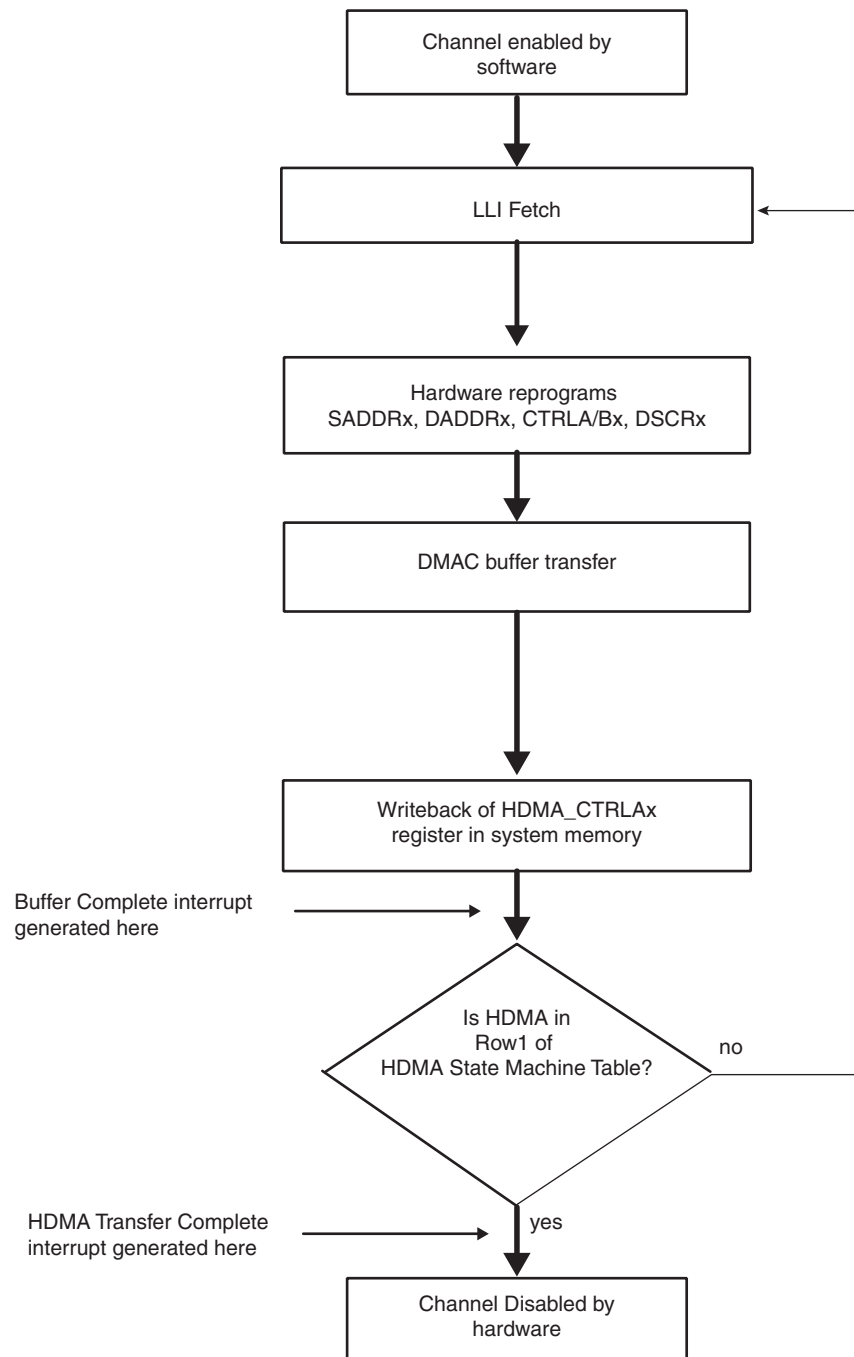 Channel enabled by
software
LLI Fetch
Hardware reprograms
SADDRx, DADDRx, CTRLA/Bx, DSCRx
DMAC buffer transfer
Writeback of HDMA_CTRLAx
register in system memory
Buffer Complete interrupt
generated here
Is HDMA in
Row1 of
HDMA State Machine Table?
no
HDMA Transfer Complete
interrupt generated here
yes
Channel Disabled by
hardware